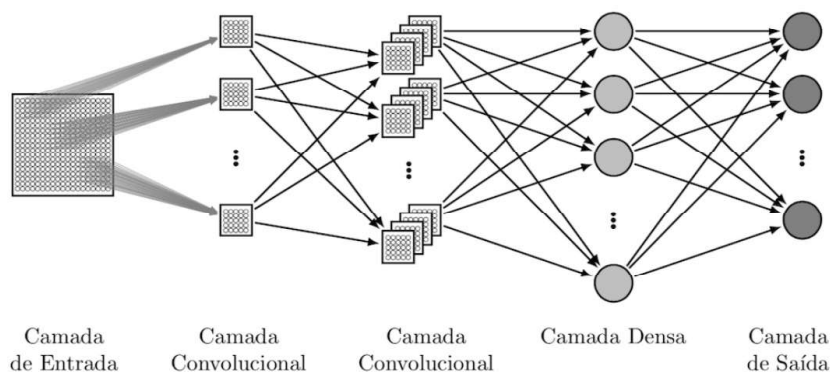 Camada
de Entrada
Camada
Convolucional
Camada
Convolucional
Camada Densa
Camada
de Saída